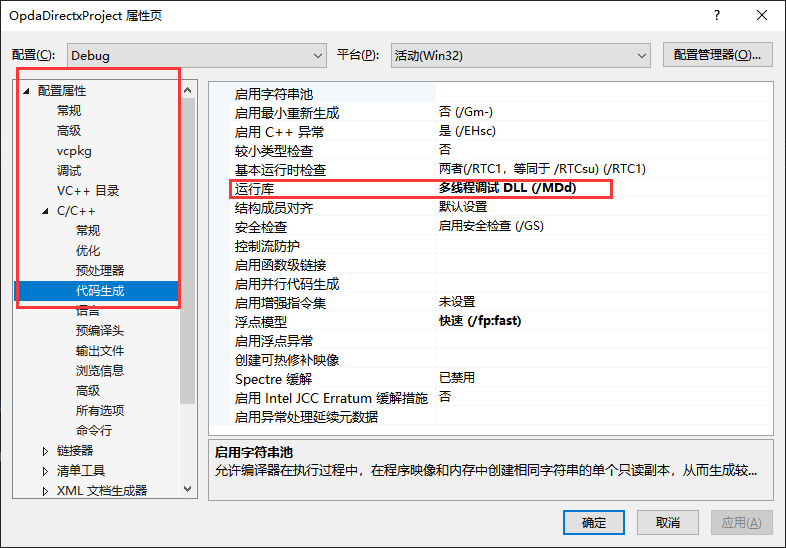 OpdaDirectxProject 属性页
配置(C): Debug 平台(P): 活动(Win32) 配置管理器(O)...
配置属性
常规
高级
vcpkg
调试
VC++ 目录
C/C++
常规
优化
预处理器
代码生成
语言
预编译头
输出文件
浏览信息
高级
所有选项
命令行
链接器
清单工具
XML 文档生成器
启用字符串池
启用最小重新生成 否 (/Gm-)
启用 C++ 异常 是 (/EHsc)
较小类型检查 否
基本运行时检查 两者(/RTC1，等同于 /RTCsu) (/RTC1)
运行库 多线程调试 DLL (/MDd)
结构成员对齐 默认设置
安全检查 启用安全检查 (/GS)
控制流防护
启用函数级链接
启用并行代码生成
启用增强指令集 未设置
浮点模型 快速 (/fp:fast)
启用浮点异常
创建可热修补映像
Spectre 缓解 已禁用
启用 Intel JCC Erratum 缓解措施 否
启用异常处理延续元数据
启用字符串池
允许编译器在执行过程中，在程序映像和内存中创建相同字符串的单个只读副本，从而生成较...
确定 取消 应用(A)